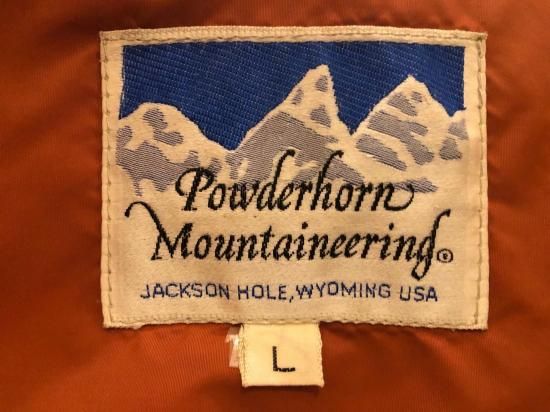 Powderhorn
Mountaineering®
JACKSON HOLE, WYOMING USA
L